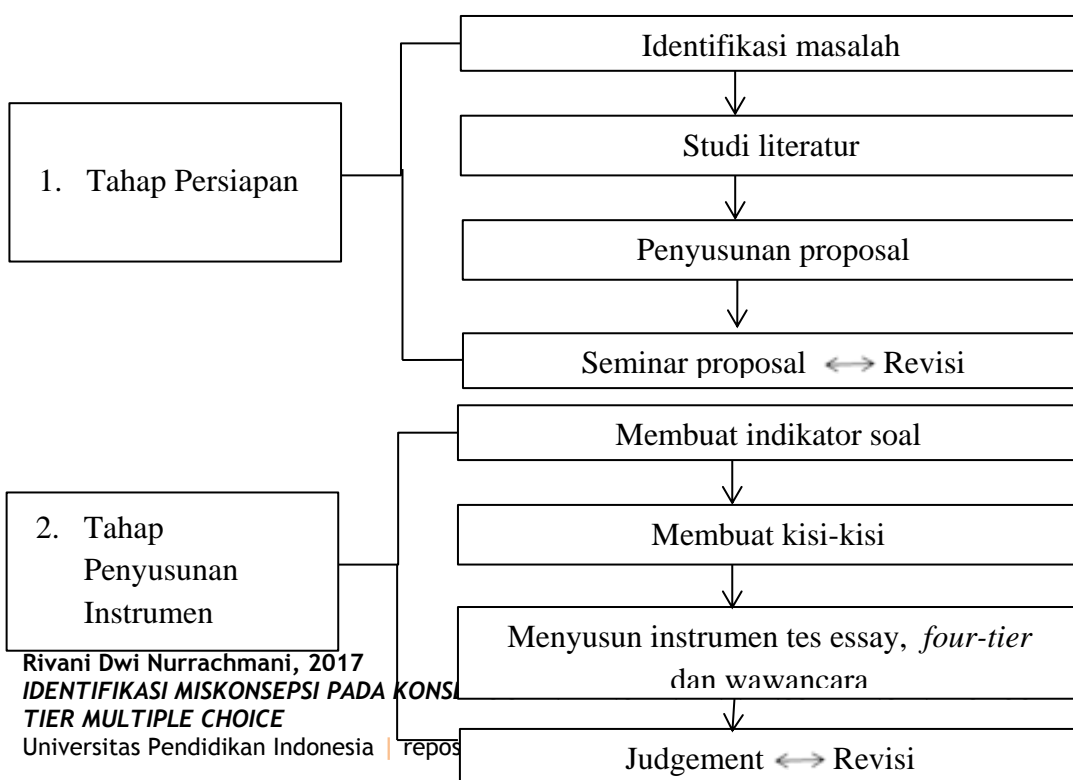 Identifikasi masalah
Studi literatur
1. Tahap Persiapan
Penyusunan proposal
Seminar proposal ⟷ Revisi
Membuat indikator soal
2. Tahap
Penyusunan
Instrumen
Membuat kisi-kisi
Menyusun instrumen tes essay, four-tier
dan wawancara
Judgement ⟷ Revisi
Rivani Dwi Nurrachmani, 2017
IDENTIFIKASI MISKONSEPSI PADA
TIER MULTIPLE CHOICE
Universitas Pendidikan Indonesia |